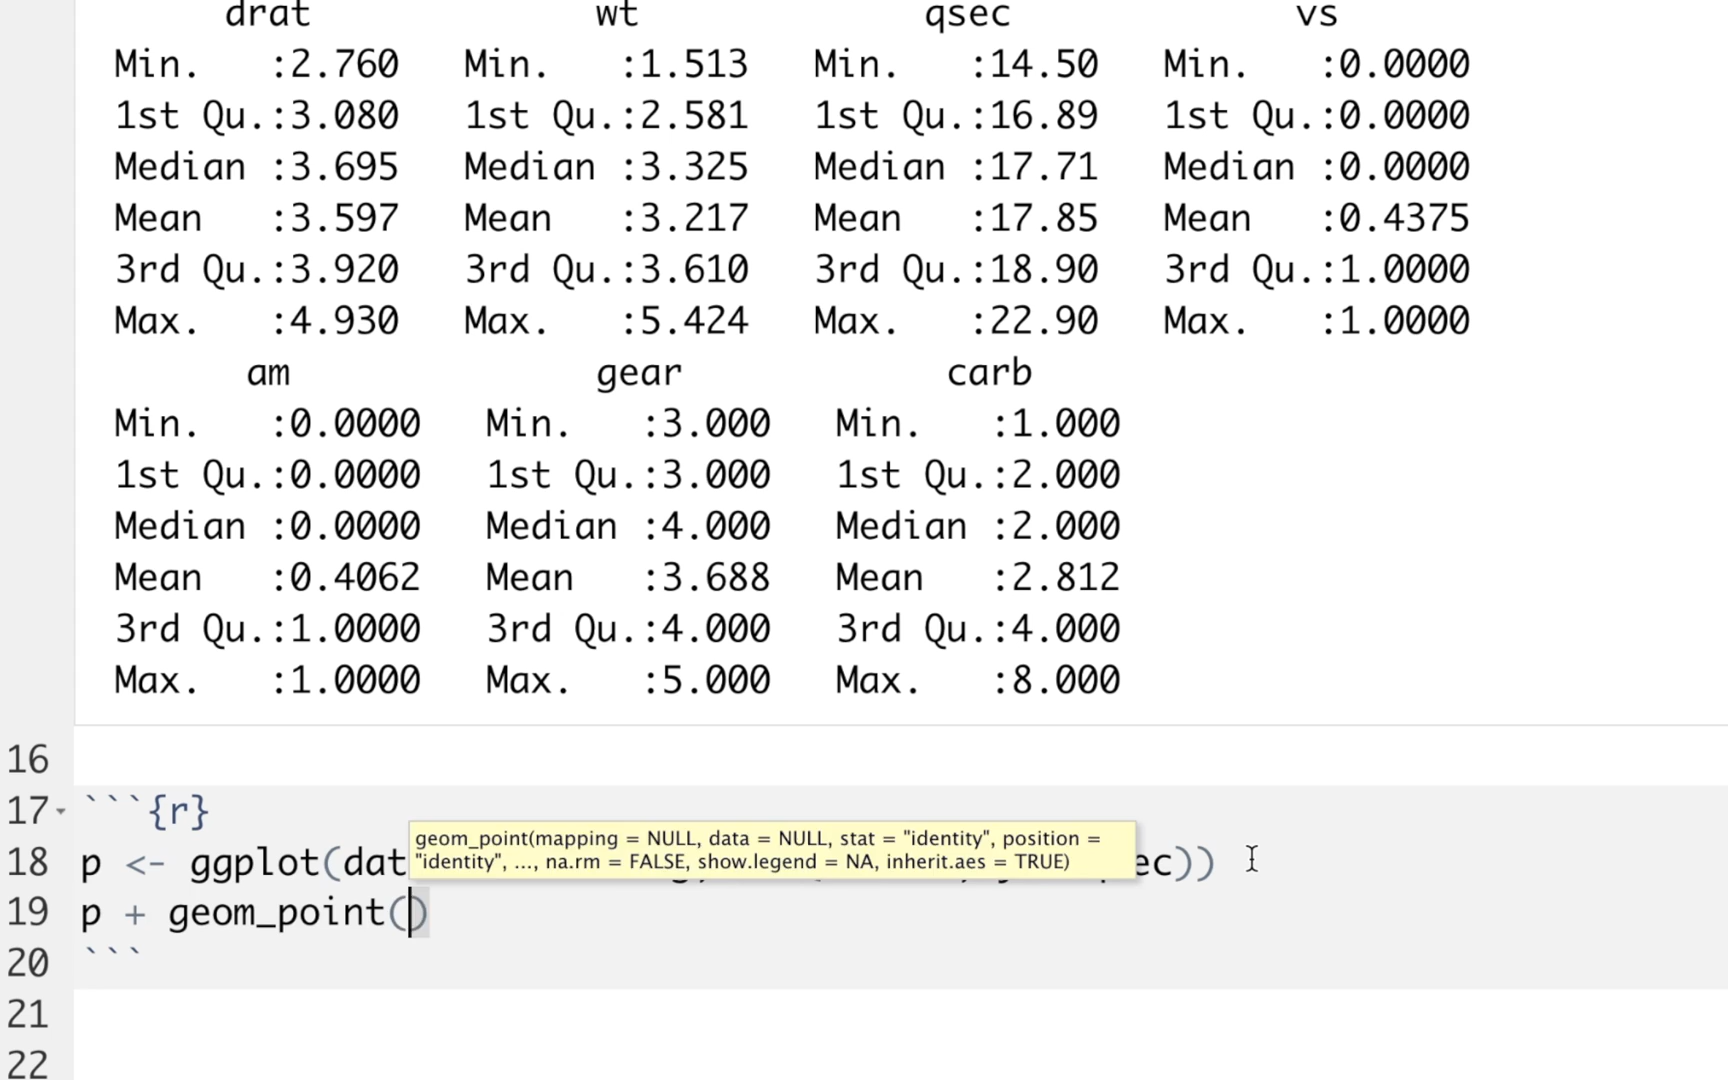 drat wt qsec vs
Min. :2.760 Min. :1.513 Min. :14.50 Min. :0.0000
1st Qu.:3.080 1st Qu.:2.581 1st Qu.:16.89 1st Qu.:0.0000
Median :3.695 Median :3.325 Median :17.71 Median :0.0000
Mean :3.597 Mean :3.217 Mean :17.85 Mean :0.4375
3rd Qu.:3.920 3rd Qu.:3.610 3rd Qu.:18.90 3rd Qu.:1.0000
Max. :4.930 Max. :5.424 Max. :22.90 Max. :1.0000
am gear carb
Min. :0.0000 Min. :3.000 Min. :1.000
1st Qu.:0.0000 1st Qu.:3.000 1st Qu.:2.000
Median :0.0000 Median :4.000 Median :2.000
Mean :0.4062 Mean :3.688 Mean :2.812
3rd Qu.:1.0000 3rd Qu.:4.000 3rd Qu.:4.000
Max. :1.0000 Max. :5.000 Max. :8.000
16
17 ```{r}
geom_point(mapping = NULL, data = NULL, stat = "identity", position =
"identity", ..., na.rm = FALSE, show.legend = NA, inherit.aes = TRUE)
18 p <- ggplot(dat ec))
19 p + geom_point()
20 ```
21
22